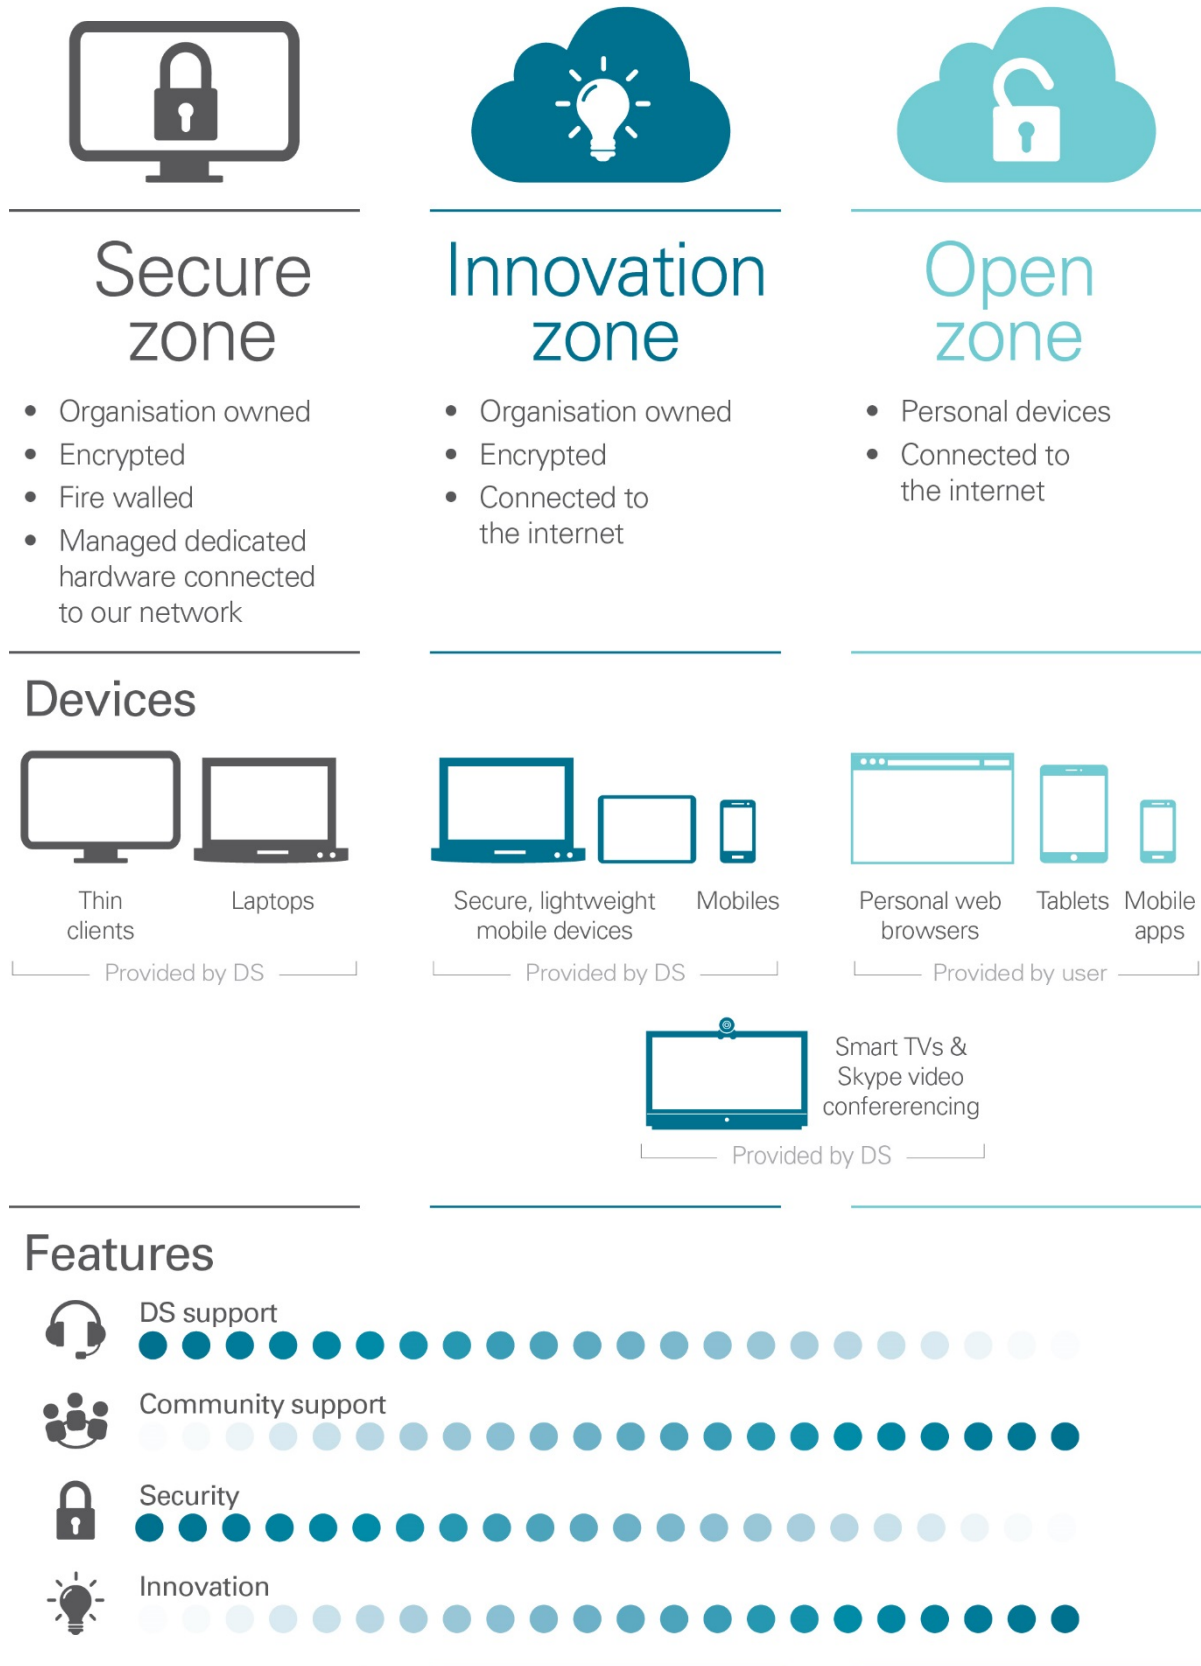 Secure
zone
• Organisation owned
• Encrypted
• Fire walled
• Managed dedicated
hardware connected
to our network
Innovation
zone
• Organisation owned
• Encrypted
• Connected to
the internet
Open
zone
• Personal devices
• Connected to
the internet
Devices
Thin
clients
Laptops
Provided by DS
Secure, lightweight
mobile devices
Mobiles
Provided by DS
Personal web
browsers
Tablets
Mobile
apps
Provided by user
Smart TVs &
Skype video
confererencing
Provided by DS
Features
DS support
Community support
Security
Innovation